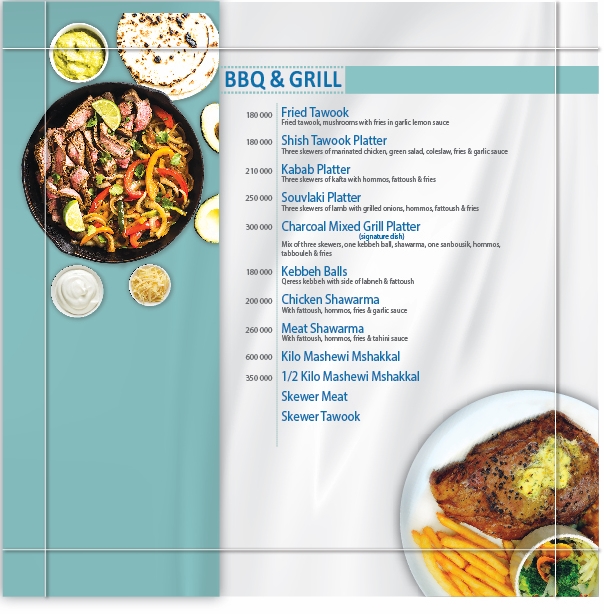 BBQ & GRILL
180 000 Fried Tawook
Fried tawook, mushrooms with fries in garlic lemon sauce
180 000 Shish Tawook Platter
Three skewers of marinated chicken, green salad, coleslaw, fries & garlic sauce
210 000 Kabab Platter
Three skewers of kafta with hommos, fattoush & fries
250 000 Souvlaki Platter
Three skewers of lamb with grilled onions, hommos, fattoush & fries
300 000 Charcoal Mixed Grill Platter
(signature dish)
Mix of three skewers, one kebbeh ball, shawarma, one sanbousik, hommos,
tabbouleh & fries
180 000 Kebbeh Balls
Qeress kebbeh with side of labneh & fattoush
200 000 Chicken Shawarma
With fattoush, hommos, fries & garlic sauce
260 000 Meat Shawarma
With fattoush, hommos, fries & tahini sauce
600 000 Kilo Mashewi Mshakkal
350 000 1/2 Kilo Mashewi Mshakkal
Skewer Meat
Skewer Tawook